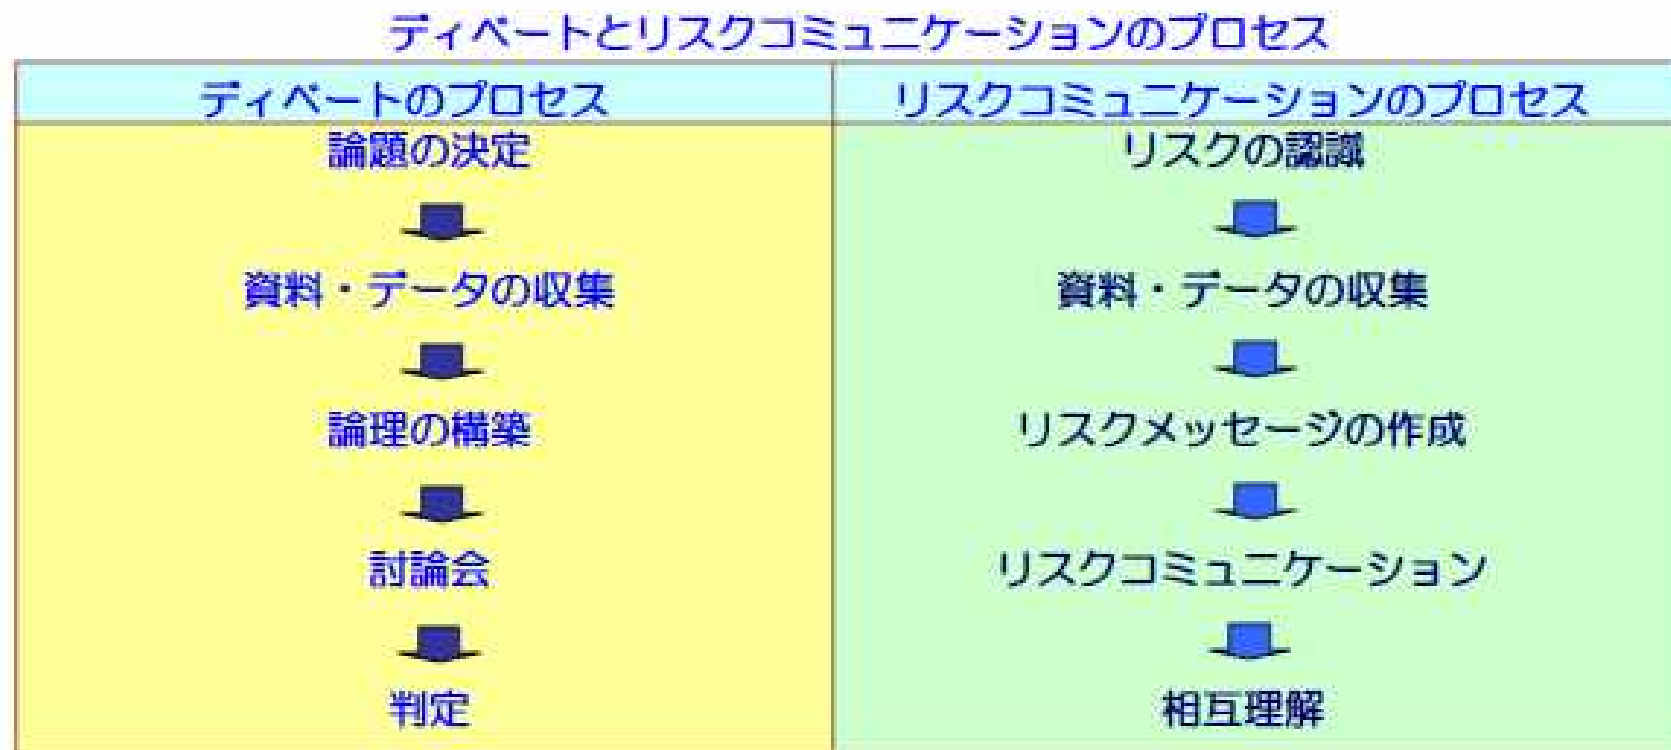 ディベートとリスクコミュニケーションのプロセス
ディベートのプロセス
リスクコミュニケーションのプロセス
論題の決定
リスクの認識
資料・データの収集
資料・データの収集
論理の構築
リスクメッセージの作成
討論会
リスクコミュニケーション
判定
相互理解